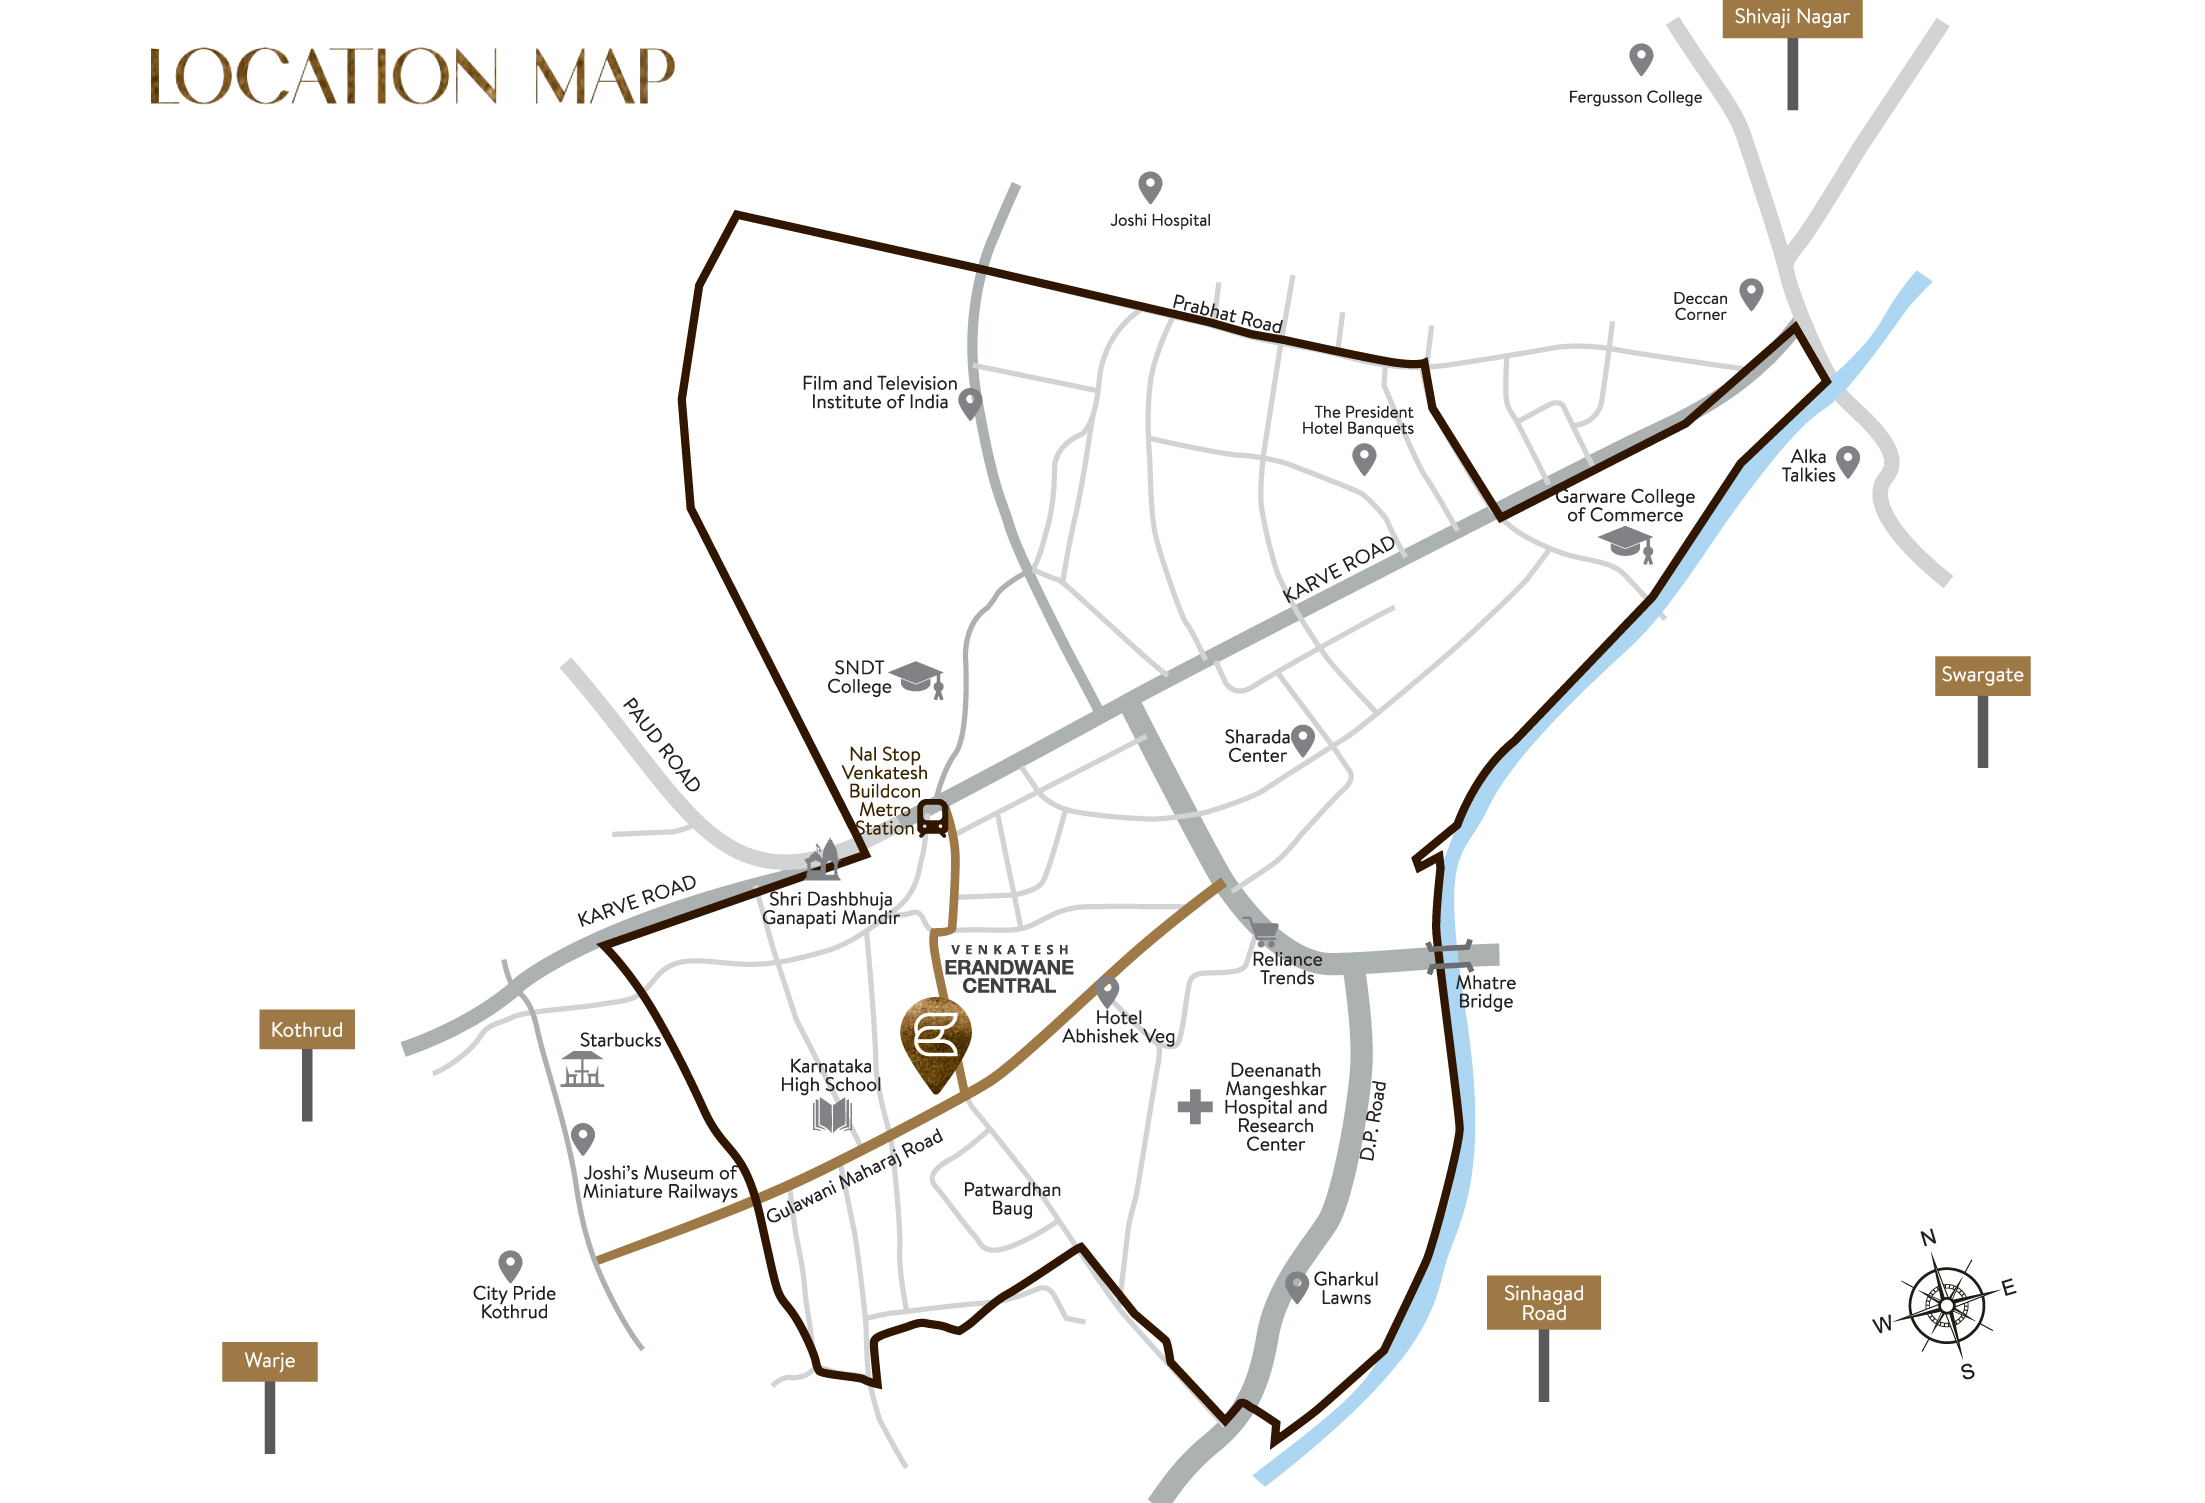 LOCATION MAP
Shivaji Nagar
Fergusson College
Joshi Hospital
Deccan
Corner
Prabhat Road
Film and Television
Institute of India
The President
Hotel Banquets
Alka
Talkies
Garware College
of Commerce
KARVE ROAD
SNDT
College
Swargate
PAUD ROAD
Sharada
Center
Nal Stop
Venkatesh
Buildcon
Metro
Station
KARVE ROAD
Shri Dashbhuja
Ganapati Mandir
VENKATESH
ERANDWANE
CENTRAL
Reliance
Trends
Mhatre
Bridge
Kothrud
Starbucks
Hotel
Abhishek Veg
Karnataka
High School
Deenanath
Mangeshkar
Hospital and
Research
Center
D.P. Road
Joshi's Museum of
Miniature Railways
Gulawani Maharaj Road
Patwardhan
Baug
City Pride
Kothrud
Gharkul
Lawns
Sinhagad
Road
Warje
N
E
W
S